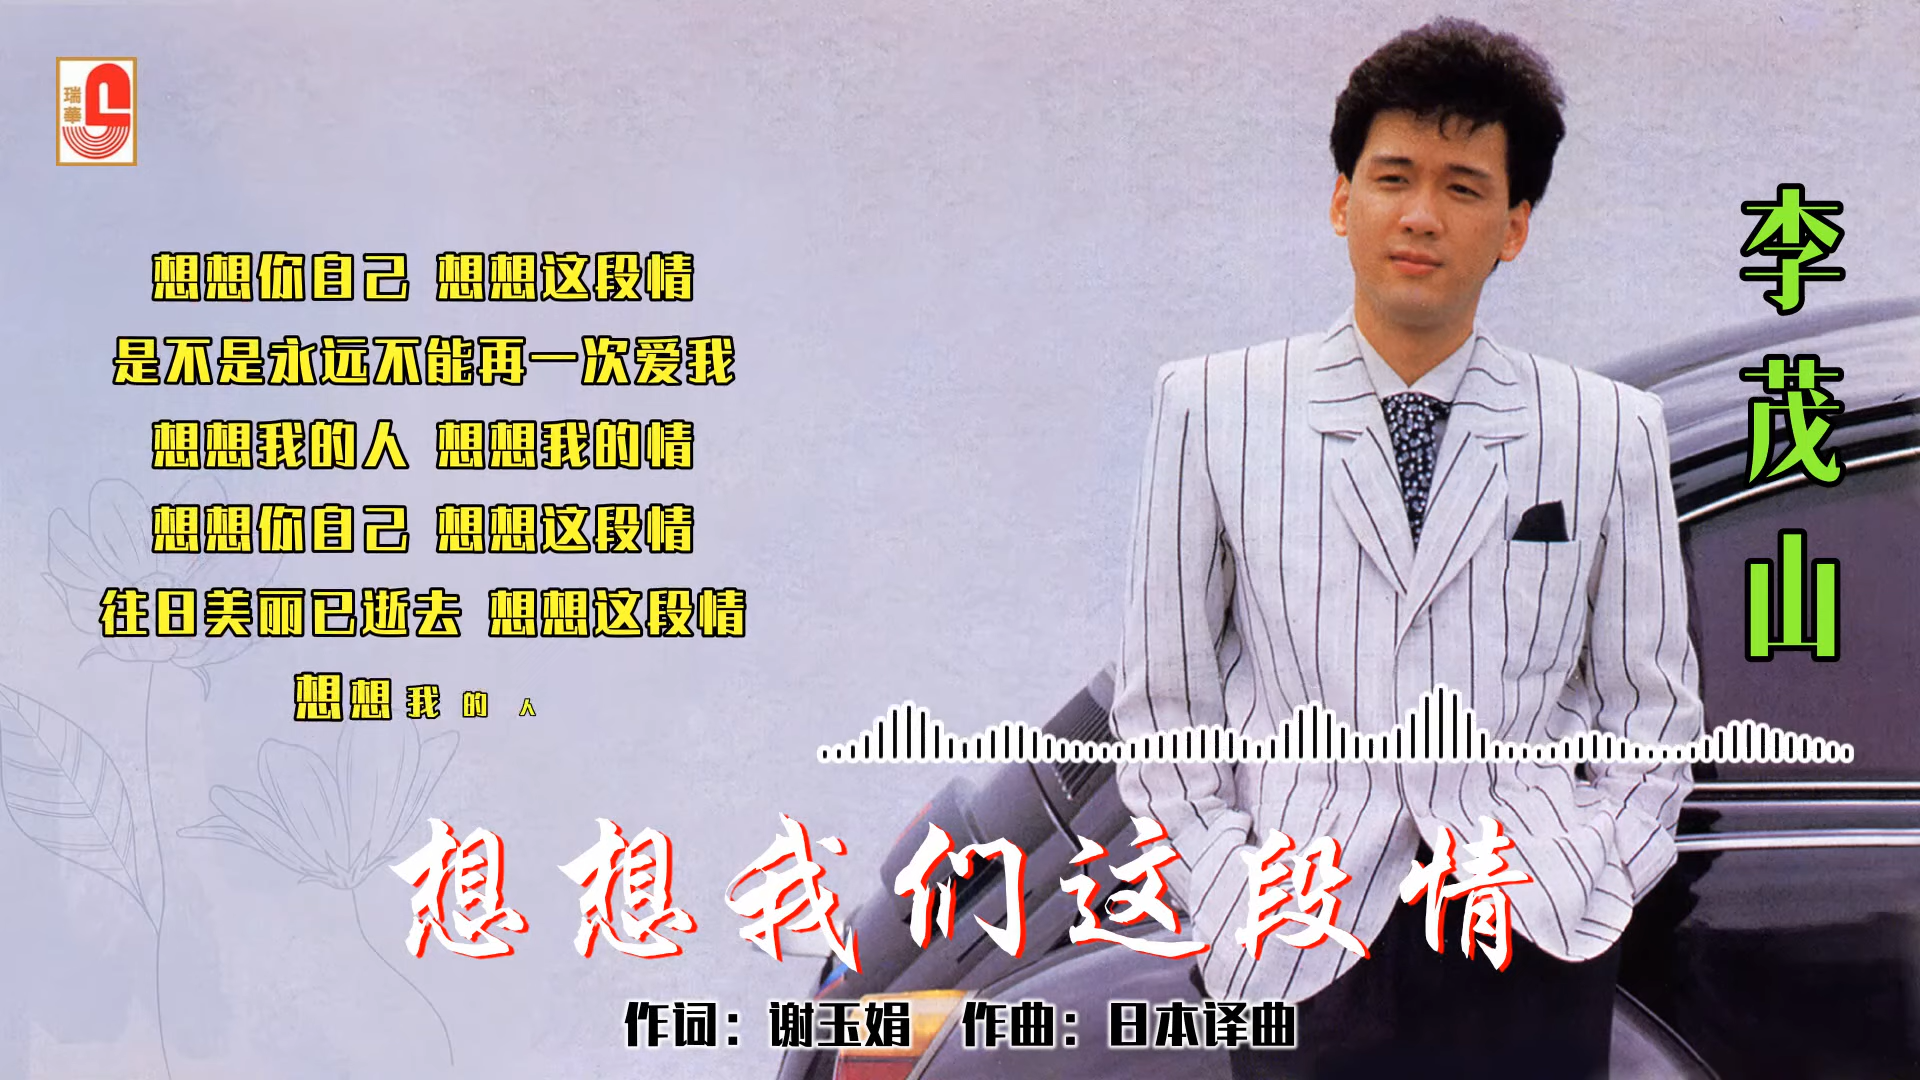 瑞華
李茂山
想想你自己 想想这段情
是不是永远不能再一次爱我
想想我的人 想想我的情
想想你自己 想想这段情
往日美丽已逝去 想想这段情
想想我的人
想想我们这段情
作词：谢玉娟 作曲：日本译曲